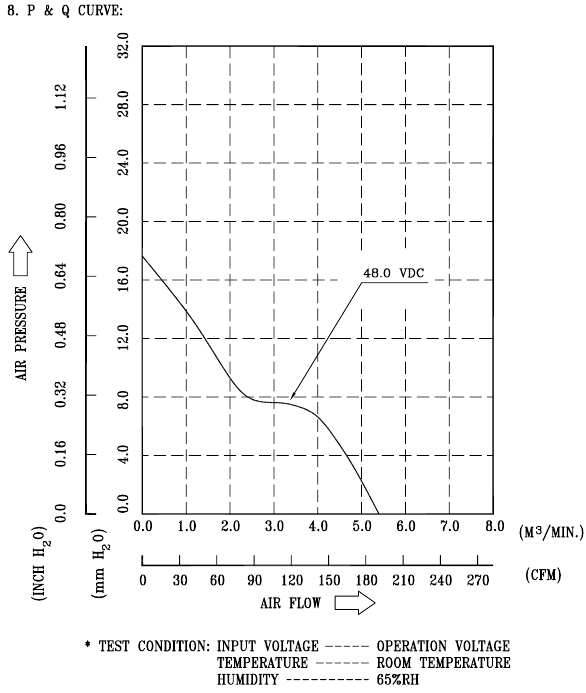 8. P & Q CURVE:
32.0
28.0
24.0
20.0
16.0
12.0
8.0
4.0
0.0
1.12
0.96
0.80
0.64
0.48
0.32
0.16
0.0
AIR PRESSURE
48.0 VDC
(INCH H2O)
(mm H2O)
0.0 1.0 2.0 3.0 4.0 5.0 6.0 7.0 8.0 (M³/MIN.)
0 30 60 90 120 150 180 210 240 270 (CFM)
AIR FLOW
* TEST CONDITION: INPUT VOLTAGE ----- OPERATION VOLTAGE
TEMPERATURE ------ ROOM TEMPERATURE
HUMIDITY --------- 65%RH